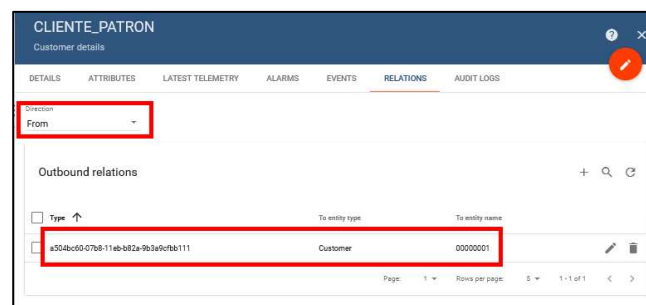 CLIENTE_PATRON
Customer details
DETAILS ATTRIBUTES LATEST TELEMETRY ALARMS EVENTS RELATIONS AUDIT LOGS
Direction
From
Outbound relations
Type To entity type To entity name
a504bc60-07b8-11eb-b82a-9b3a9cfbb111 Customer 00000001
Page: 1 Rows per page: 5 1-1 of 1